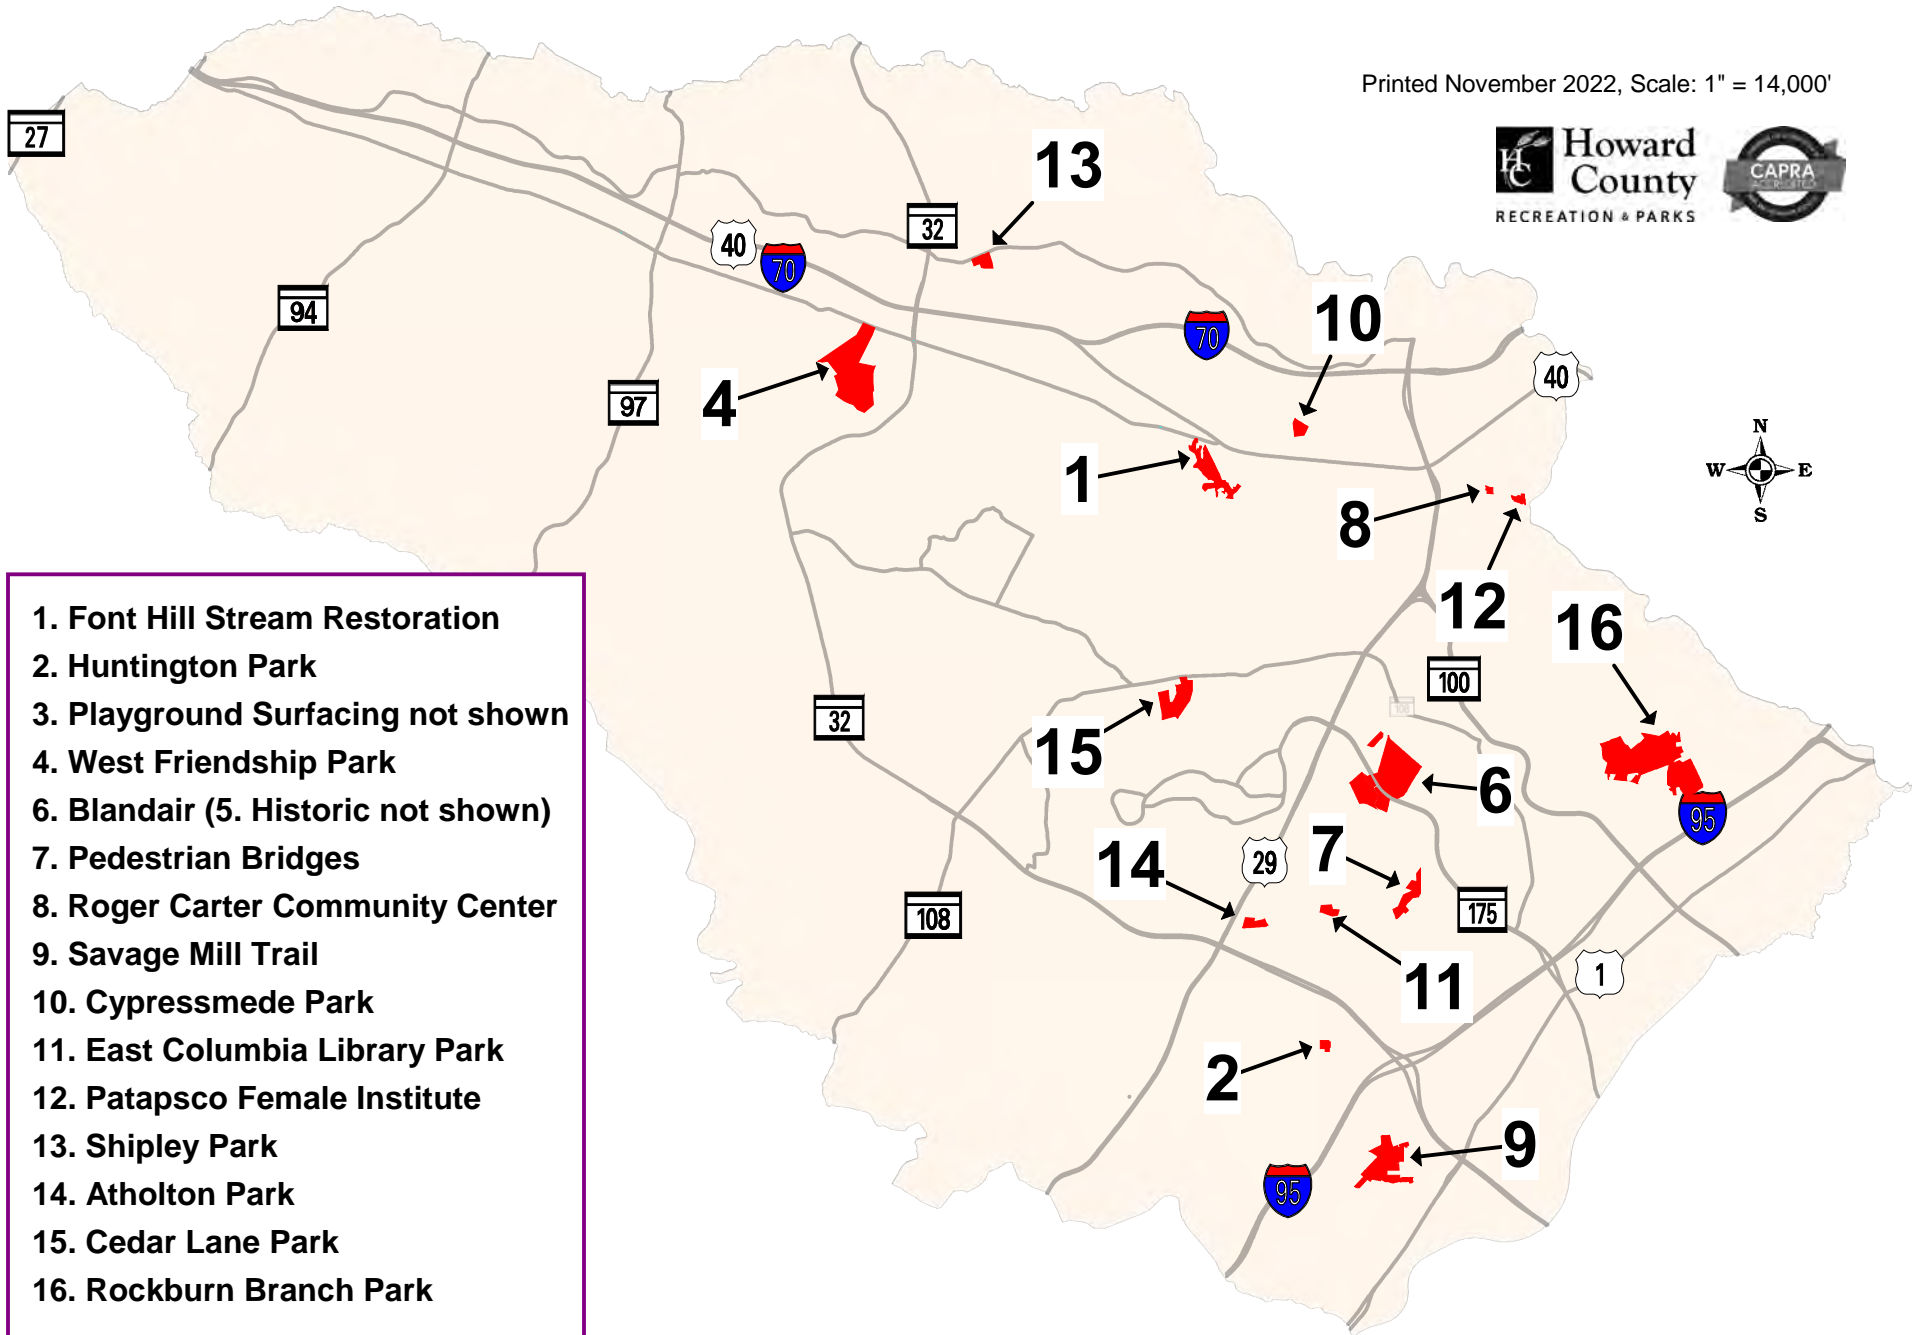 Printed November 2022, Scale: 1" = 14,000'
Howard
County
RECREATION & PARKS
CAPRA
ACCREDITED
27
13
32
40
70
94
10
70
40
4
97
N
W E
S
1
8
12
16
100
108
32
15
6
95
14
29
7
175
108
11
1
2
9
95
1. Font Hill Stream Restoration
2. Huntington Park
3. Playground Surfacing not shown
4. West Friendship Park
6. Blandair (5. Historic not shown)
7. Pedestrian Bridges
8. Roger Carter Community Center
9. Savage Mill Trail
10. Cypressmede Park
11. East Columbia Library Park
12. Patapsco Female Institute
13. Shipley Park
14. Atholton Park
15. Cedar Lane Park
16. Rockburn Branch Park